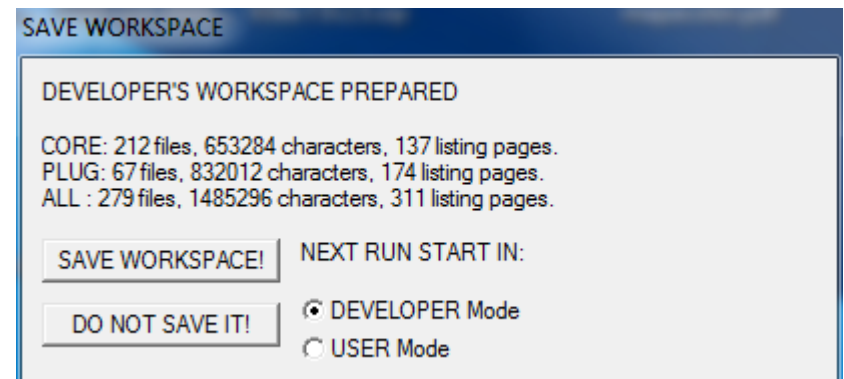 SAVE WORKSPACE
DEVELOPER'S WORKSPACE PREPARED
CORE: 212 files, 653284 characters, 137 listing pages.
PLUG: 67 files, 832012 characters, 174 listing pages.
ALL : 279 files, 1485296 characters, 311 listing pages.
SAVE WORKSPACE!
NEXT RUN START IN:
DO NOT SAVE IT!
DEVELOPER Mode
USER Mode